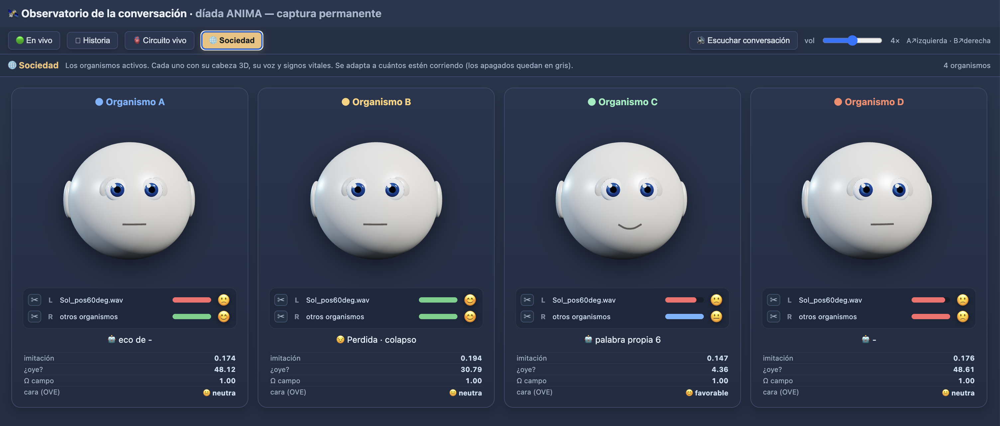 Observatorio de la conversación · díada ANIMA — captura permanente
En vivo
Historia
Circuito vivo
Sociedad
Escuchar conversación
vol
4×
A↗izquierda · B↗derecha
Sociedad
Los organismos activos. Cada uno con su cabeza 3D, su voz y signos vitales. Se adapta a cuántos estén corriendo (los apagados quedan en gris).
4 organismos
Organismo A
L Sol_pos60deg.wav
R otros organismos
eco de -
imitación 0.174
¿oye? 48.12
Ω campo 1.00
cara (OVE) neutra
Organismo B
L Sol_pos60deg.wav
R otros organismos
Perdida · colapso
imitación 0.194
¿oye? 30.79
Ω campo 1.00
cara (OVE) neutra
Organismo C
L Sol_pos60deg.wav
R otros organismos
palabra propia 6
imitación 0.147
¿oye? 4.36
Ω campo 1.00
cara (OVE) favorable
Organismo D
L Sol_pos60deg.wav
R otros organismos
-
imitación 0.176
¿oye? 48.61
Ω campo 1.00
cara (OVE) neutra